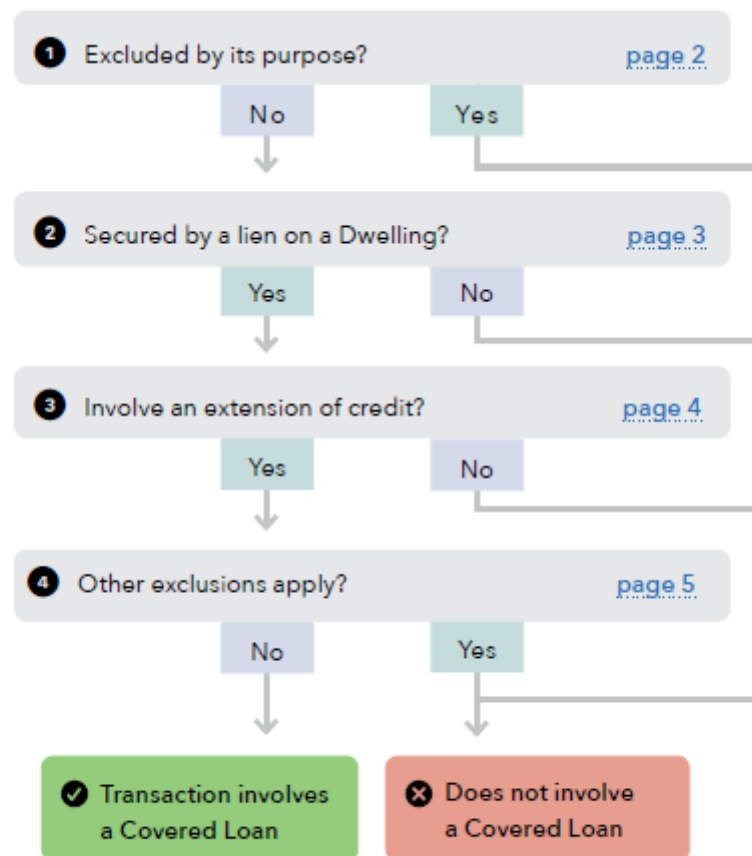 1 Excluded by its purpose? page 2
No Yes
2 Secured by a lien on a Dwelling? page 3
Yes No
3 Involve an extension of credit? page 4
Yes No
4 Other exclusions apply? page 5
No Yes
Transaction involves
a Covered Loan
Does not involve
a Covered Loan